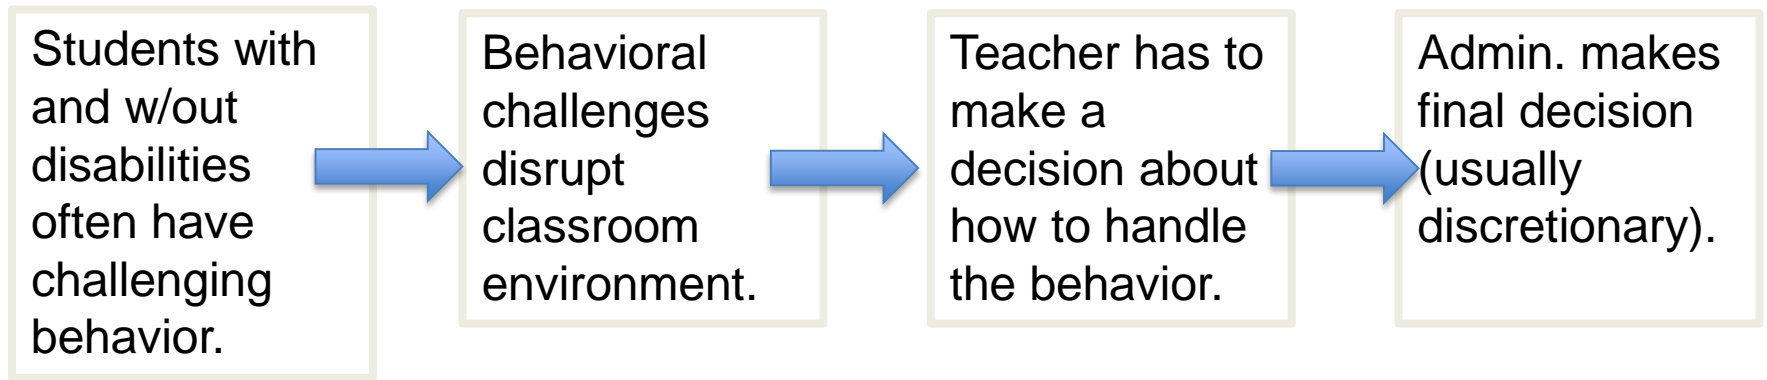 Students with
and w/out
disabilities
often have
challenging
behavior.
Behavioral
challenges
disrupt
classroom
environment.
Teacher has to
make a
decision about
how to handle
the behavior.
Admin. makes
final decision
(usually
discretionary).